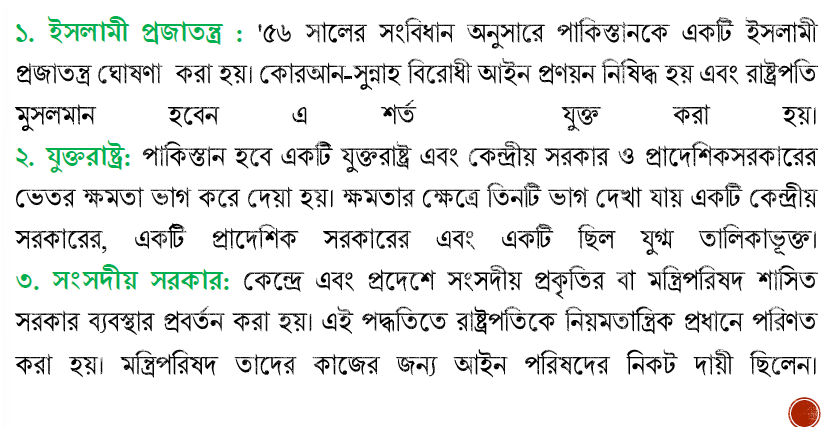 ১. ইসলামী প্রজাতন্ত্র : '৫৬ সালের সংবিধান অনুসারে পাকিস্তানকে একটি ইসলামী
প্রজাতন্ত্র ঘোষণা করা হয়। কোরআন-সুন্নাহ বিরোধী আইন প্রণয়ন নিষিদ্ধ হয় এবং রাষ্ট্রপতি
মুসলমান হবেন এ শর্ত যুক্ত করা হয়।
২. যুক্তরাষ্ট্র: পাকিস্তান হবে একটি যুক্তরাষ্ট্র এবং কেন্দ্রীয় সরকার ও প্রাদেশিকসরকারের
ভেতর ক্ষমতা ভাগ করে দেয়া হয়। ক্ষমতার ক্ষেত্রে তিনটি ভাগ দেখা যায় একটি কেন্দ্রীয়
সরকারের, একটি প্রাদেশিক সরকারের এবং একটি ছিল যুগ্ম তালিকাভূক্ত।
৩. সংসদীয় সরকার: কেন্দ্রে এবং প্রদেশে সংসদীয় প্রকৃতির বা মন্ত্রিপরিষদ শাসিত
সরকার ব্যবস্থার প্রবর্তন করা হয়। এই পদ্ধতিতে রাষ্ট্রপতিকে নিয়মতান্ত্রিক প্রধানে পরিণত
করা হয়। মন্ত্রিপরিষদ তাদের কাজের জন্য আইন পরিষদের নিকট দায়ী ছিলেন।